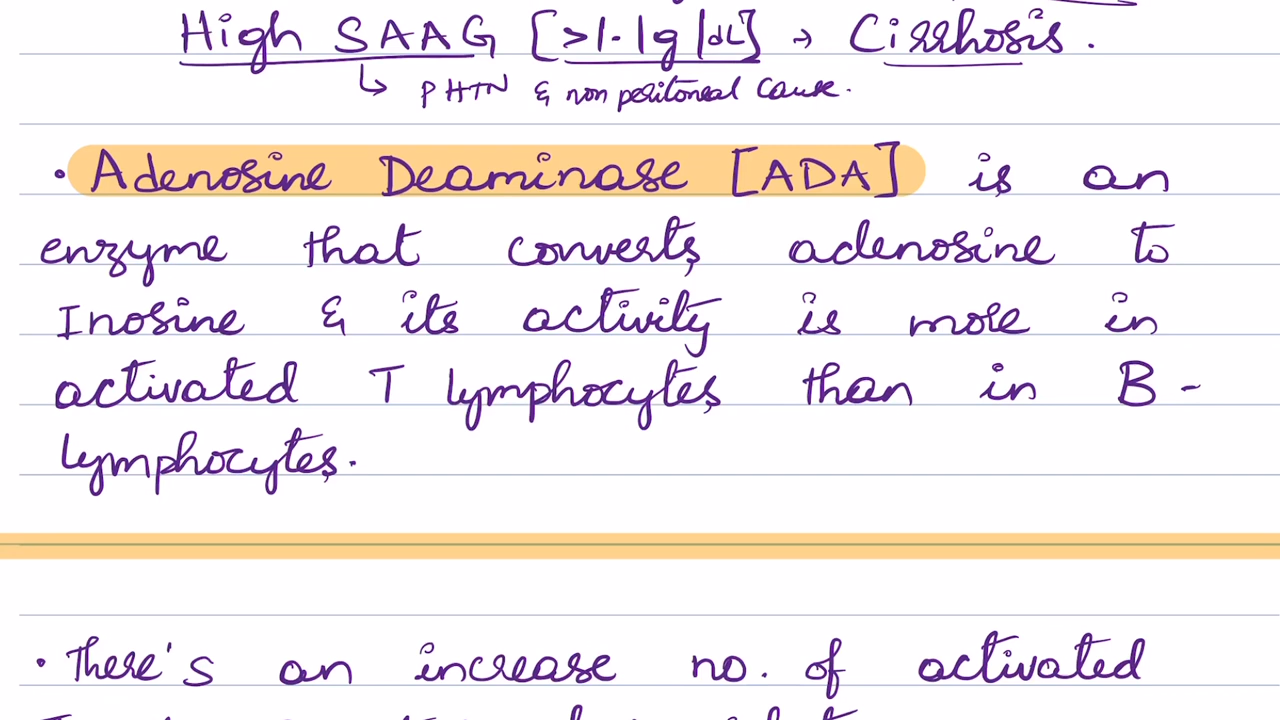 High SAAG [>1.1g/dL] → Cirrhosis.
↳ PHTN & non peritoneal cause.
• Adenosine Deaminase [ADA] is an
enzyme that converts adenosine to
Inosine & its activity is more in
activated T lymphocytes than in B -
lymphocytes.
• There's an increase no. of activated